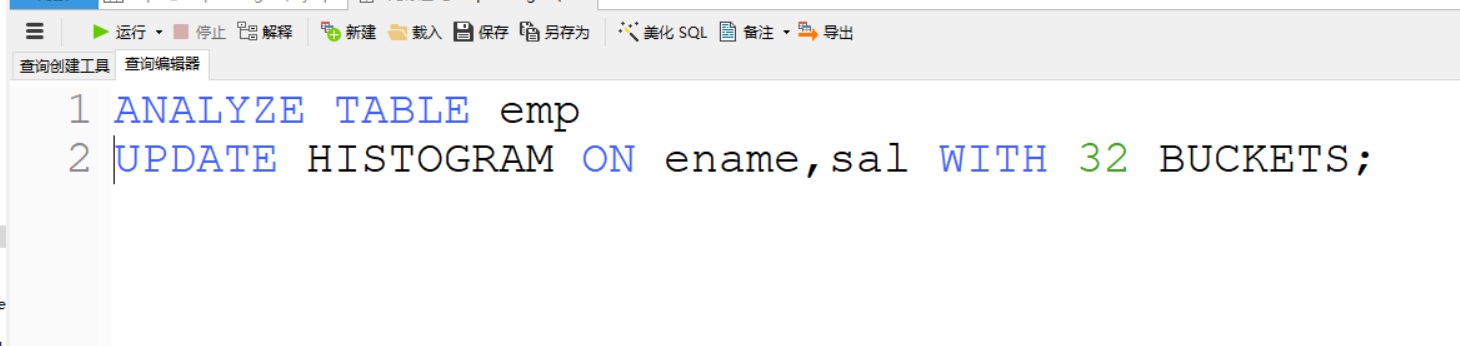 运行 停止 解释 新建 载入 保存 另存为 美化 SQL 备注 导出
查询创建工具 查询编辑器
1 ANALYZE TABLE emp
2 UPDATE HISTOGRAM ON ename,sal WITH 32 BUCKETS;